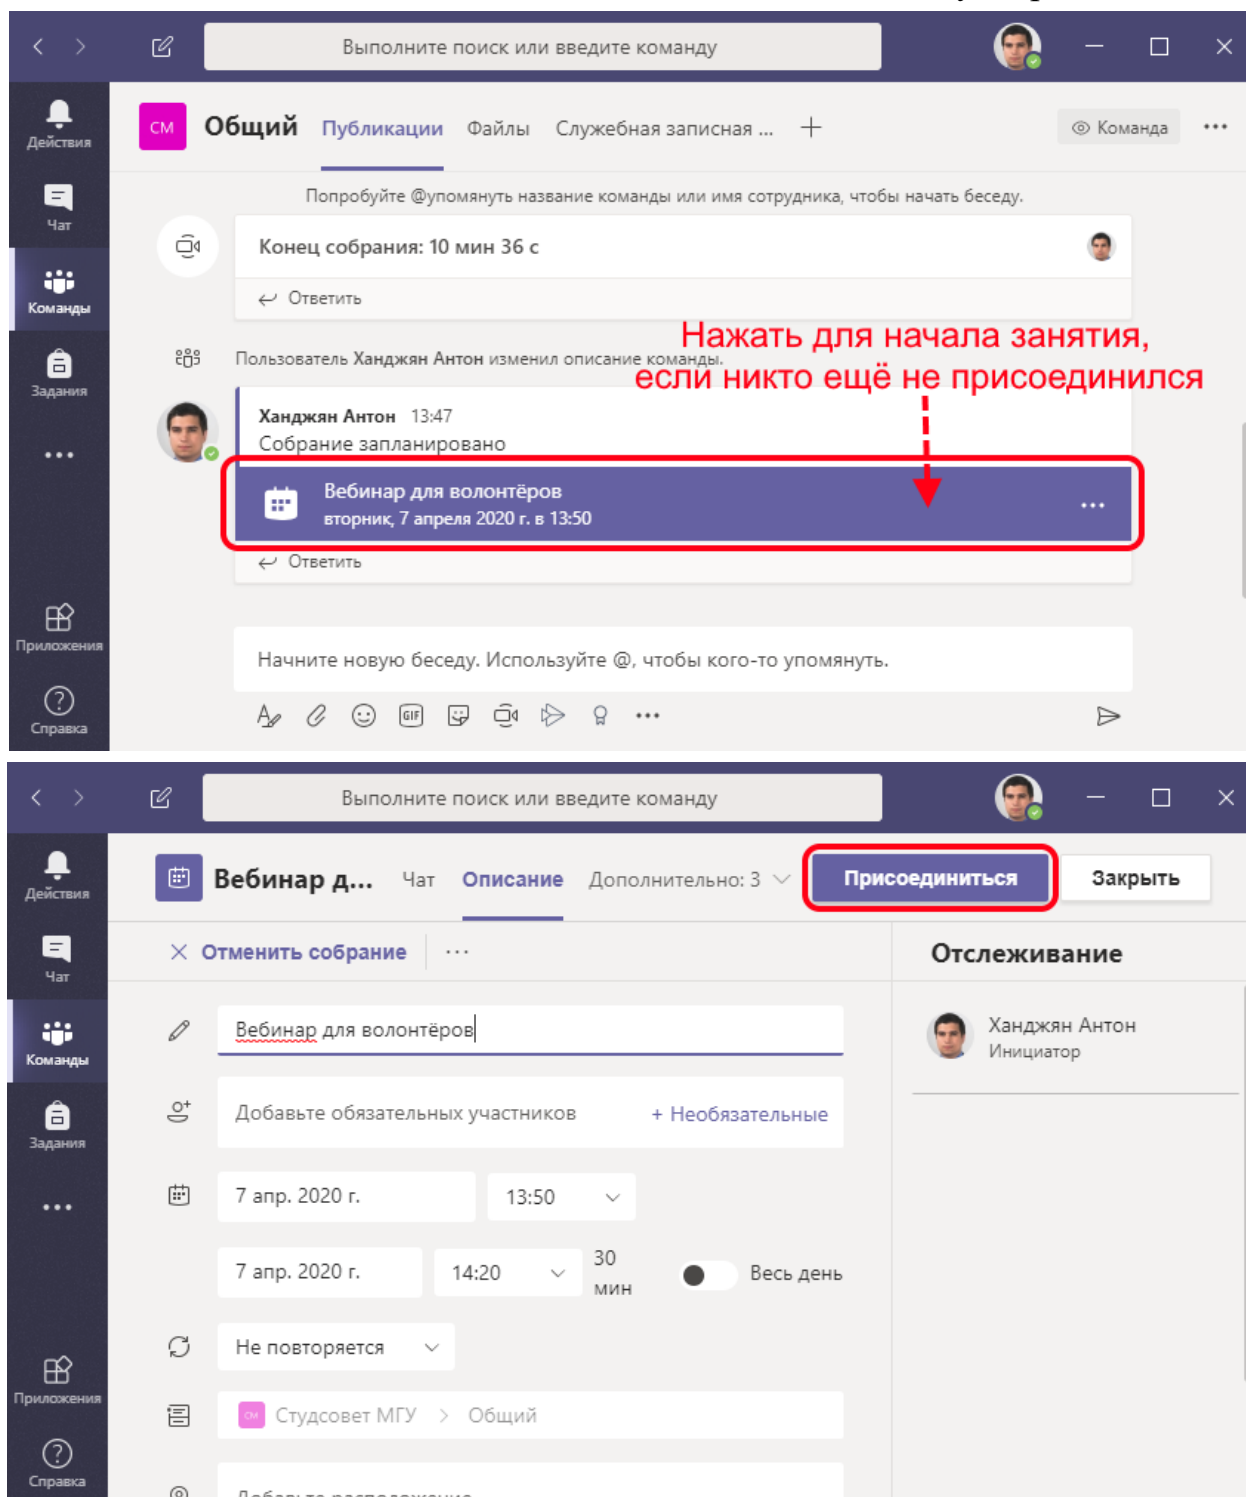 Выполните поиск или введите команду
Действия
Чат
Команды
Задания
Приложения
Справка
СМ Общий Публикации Файлы Служебная записная ... Команда
Попробуйте @упомянуть название команды или имя сотрудника, чтобы начать беседу.
Конец собрания: 10 мин 36 с
Ответить
Нажать для начала занятия,
если никто ещё не присоединился
Пользователь Ханджян Антон изменил описание команды.
Ханджян Антон 13:47
Собрание запланировано
Вебинар для волонтёров
вторник, 7 апреля 2020 г. в 13:50
Ответить
Начните новую беседу. Используйте @, чтобы кого-то упомянуть.
GIF
Выполните поиск или введите команду
Действия
Чат
Команды
Задания
Приложения
Справка
Вебинар д... Чат Описание Дополнительно: 3 Присоединиться Закрыть
Отменить собрание
Отслеживание
Вебинар для волонтёров
Ханджян Антон
Инициатор
Добавьте обязательных участников + Необязательные
7 апр. 2020 г. 13:50
7 апр. 2020 г. 14:20 30 мин Весь день
Не повторяется
СМ Студсовет МГУ > Общий
Добавьте расположение